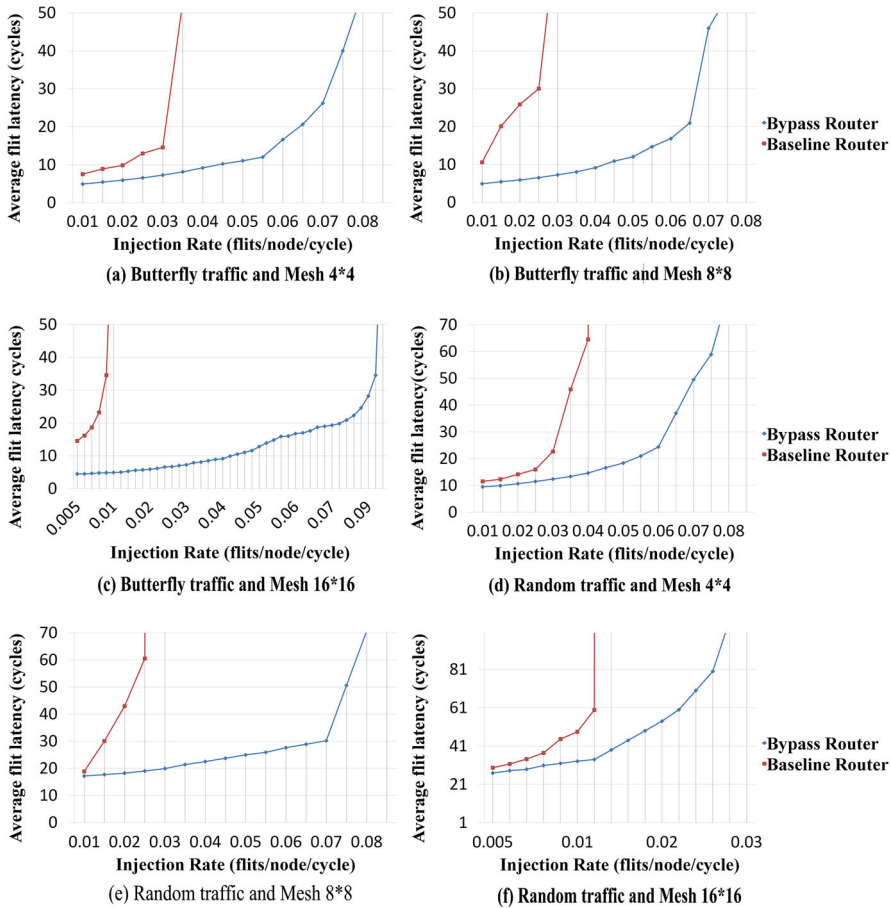 Average flit latency (cycles)
50
40
30
20
10
0
0.01 0.02 0.03 0.04 0.05 0.06 0.07 0.08
Injection Rate (flits/node/cycle)
(a) Butterfly traffic and Mesh 4*4
Average flit latency (cycles)
50
40
30
20
10
0
0.01 0.02 0.03 0.04 0.05 0.06 0.07 0.08
Injection Rate (flits/node/cycle)
(b) Butterfly traffic and Mesh 8*8
Bypass Router
Baseline Router
Average flit latency cycles)
50
40
30
20
10
0
0.005 0.01 0.02 0.03 0.04 0.05 0.06 0.07 0.09
Injection Rate (flits/node/cycle)
(c) Butterfly traffic and Mesh 16*16
Average flit latency(cycles)
70
60
50
40
30
20
10
0
0.01 0.02 0.03 0.04 0.05 0.06 0.07 0.08
Injection Rate (flits/node/cycle)
(d) Random traffic and Mesh 4*4
Average flit latency (cycles)
70
60
50
40
30
20
10
0
0.01 0.02 0.03 0.04 0.05 0.06 0.07 0.08
Injection Rate (flits/node/cycle)
(e) Random traffic and Mesh 8*8
Average flit latency (cycles)
81
61
41
21
1
0.005 0.01 0.02 0.03
Injection Rate (flits/node/cycle)
(f) Random traffic and Mesh 16*16
Bypass Router
Baseline Router